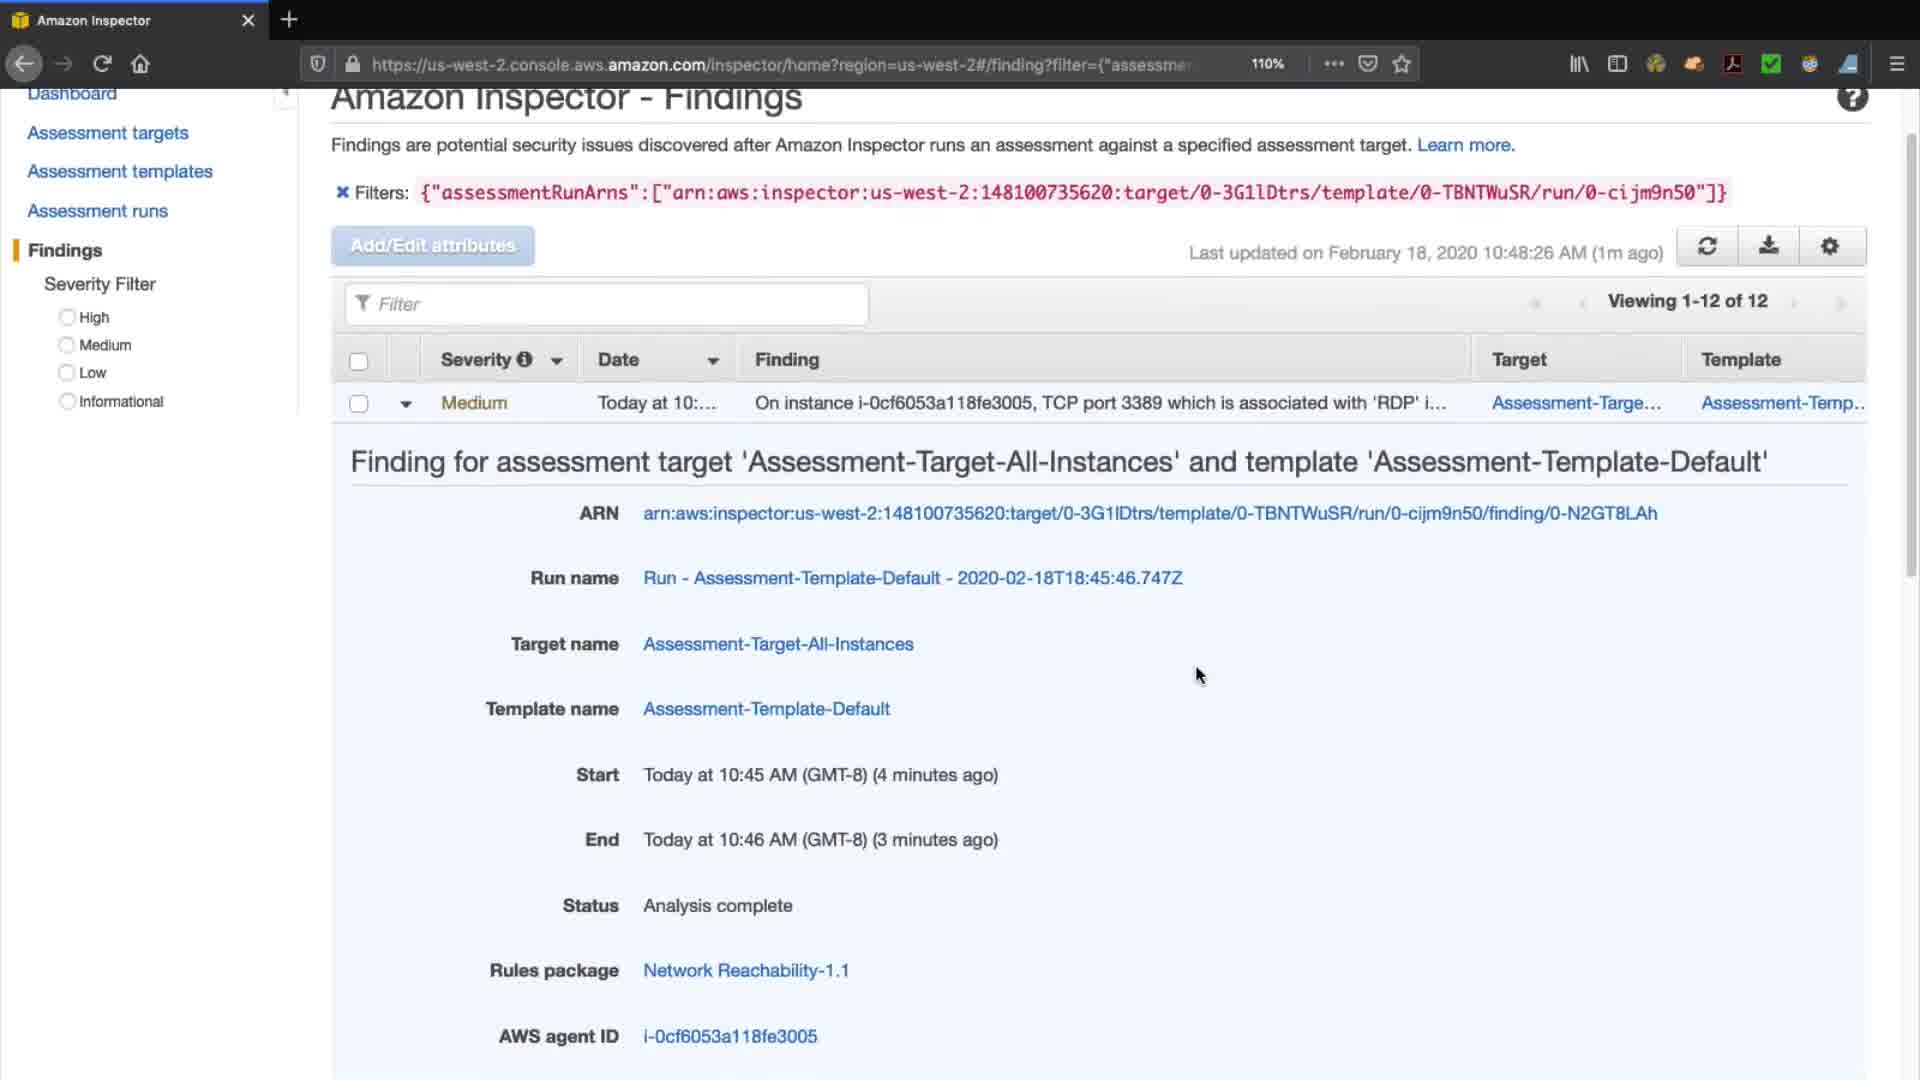 Amazon Inspector
https://us-west-2.console.aws.amazon.com/inspector/home?region=us-west-2#/finding?filter={"assessme
110%
Dashboard
Assessment targets
Assessment templates
Assessment runs
Findings
Severity Filter
High
Medium
Low
Informational
Amazon Inspector - Findings
Findings are potential security issues discovered after Amazon Inspector runs an assessment against a specified assessment target. Learn more.
Filters: {"assessmentRunArns":["arn:aws:inspector:us-west-2:148100735620:target/0-3G1lDtrs/template/0-TBNTWuSR/run/0-cijm9n50"]}
Add/Edit attributes
Last updated on February 18, 2020 10:48:26 AM (1m ago)
Filter
Viewing 1-12 of 12
Severity Date Finding Target Template
Medium Today at 10:... On instance i-0cf6053a118fe3005, TCP port 3389 which is associated with 'RDP' i... Assessment-Targe... Assessment-Temp...
Finding for assessment target 'Assessment-Target-All-Instances' and template 'Assessment-Template-Default'
ARN arn:aws:inspector:us-west-2:148100735620:target/0-3G1lDtrs/template/0-TBNTWuSR/run/0-cijm9n50/finding/0-N2GT8LAh
Run name Run - Assessment-Template-Default - 2020-02-18T18:45:46.747Z
Target name Assessment-Target-All-Instances
Template name Assessment-Template-Default
Start Today at 10:45 AM (GMT-8) (4 minutes ago)
End Today at 10:46 AM (GMT-8) (3 minutes ago)
Status Analysis complete
Rules package Network Reachability-1.1
AWS agent ID i-0cf6053a118fe3005